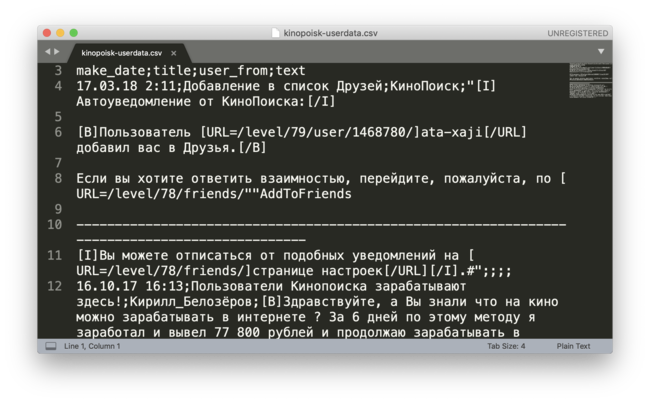 kinopoisk-userdata.csv
UNREGISTERED
kinopoisk-userdata.csv ×
3 make_date;title;user_from;text
4 17.03.18 2:11;Добавление в список Друзей;КиноПоиск;"[I]
Автоуведомление от КиноПоиска:[/I]
5
6 [B]Пользователь [URL=/level/79/user/1468780/]ata-xaji[/URL]
добавил вас в Друзья.[/B]
7
8 Если вы хотите ответить взаимностью, перейдите, пожалуйста, по [
URL=/level/78/friends/""AddToFriends
9
10 ----------------------------------------------------------------
------------------------------
11 [I]Вы можете отписаться от подобных уведомлений на [
URL=/level/78/friends/]странице настроек[/URL][/I].#";;;;
12 16.10.17 16:13;Пользователи Кинопоиска зарабатывают
здесь!;Кирилл_Белозёров;[B]Здравствуйте, а Вы знали что на кино
можно зарабатывать в интернете ? За 6 дней по этому методу я
заработал и вывел 77 800 рублей и продолжаю зарабатывать в
Line 1, Column 1
Tab Size: 4
Plain Text